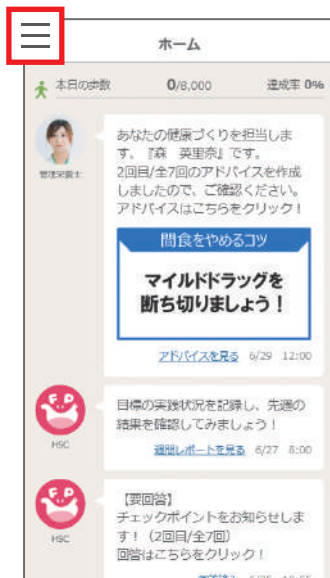 ホーム
本日の歩数 0/8,000 達成率 0%
あなたの健康づくりを担当しま
す、『森 英里奈』です。
2回目/全7回のアドバイスを作成
しましたので、ご確認ください。
アドバイスはこちらをクリック!
管理栄養士
間食をやめるコツ
マイルドドラッグを
断ち切りましょう!
アドバイスを見る 6/29 12:00
F.P
目標の実践状況を記録し、先週の
結果を確認してみましょう!
HSC
週間レポートを見る 6/27 8:00
F.P
【要回答】
チェックポイントをお知らせしま
す!(2回目/全7回)
回答はこちらをクリック!
HSC